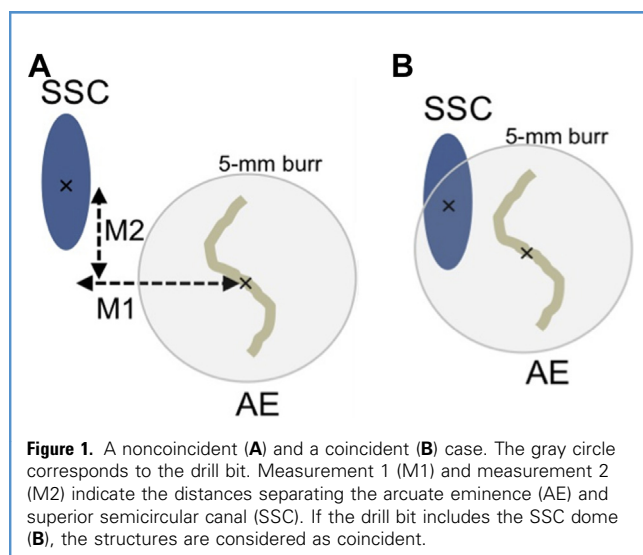 A
SSC
5-mm burr
M2
M1
AE
B
SSC
5-mm burr
AE
Figure 1. A noncoincident (A) and a coincident (B) case. The gray circle
corresponds to the drill bit. Measurement 1 (M1) and measurement 2
(M2) indicate the distances separating the arcuate eminence (AE) and
superior semicircular canal (SSC). If the drill bit includes the SSC dome
(B), the structures are considered as coincident.